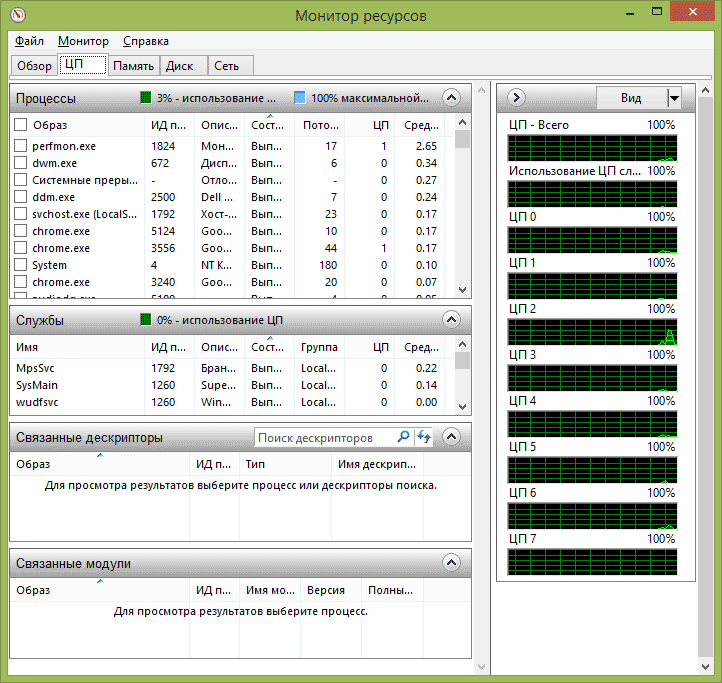 Монитор ресурсов
Файл Монитор Справка
Обзор ЦП Память Диск Сеть
Процессы 3% - использование ... 100% максимальной...
Образ ИД п... Опис... Сост... Пото... ЦП Сред...
perfmon.exe 1824 Мон... Вып... 17 1 2.65
dwm.exe 672 Дисп... Вып... 6 0 0.34
Системные преры... - Отло... Вып... - 0 0.27
ddm.exe 2500 Dell ... Вып... 7 0 0.24
svchost.exe (LocalS... 1792 Хост-... Вып... 23 0 0.17
chrome.exe 5124 Goo... Вып... 10 0 0.17
chrome.exe 3556 Goo... Вып... 44 1 0.17
System 4 NT K... Вып... 180 0 0.10
chrome.exe 3240 Goo... Вып... 20 0 0.07
Службы 0% - использование ЦП
Имя ИД п... Опис... Сост... Группа ЦП Сред...
MpsSvc 1792 Бран... Вып... Local... 0 0.22
SysMain 1260 Supe... Вып... Local... 0 0.14
wudfsvc 1260 Win... Вып... Local... 0 0.00
Связанные дескрипторы Поиск дескрипторов
Образ ИД п... Тип Имя дескрип...
Для просмотра результатов выберите процесс или дескрипторы поиска.
Связанные модули
Образ ИД п... Имя мо... Версия Полны...
Для просмотра результатов выберите процесс.
Вид
ЦП - Всего 100%
Использование ЦП сл... 100%
ЦП 0 100%
ЦП 1 100%
ЦП 2 100%
ЦП 3 100%
ЦП 4 100%
ЦП 5 100%
ЦП 6 100%
ЦП 7 100%